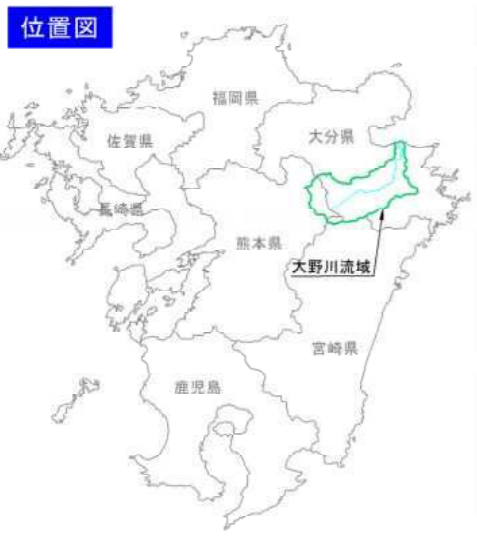 位置図
福岡県
佐賀県
大分県
長崎県
熊本県
大野川流域
宮崎県
鹿児島